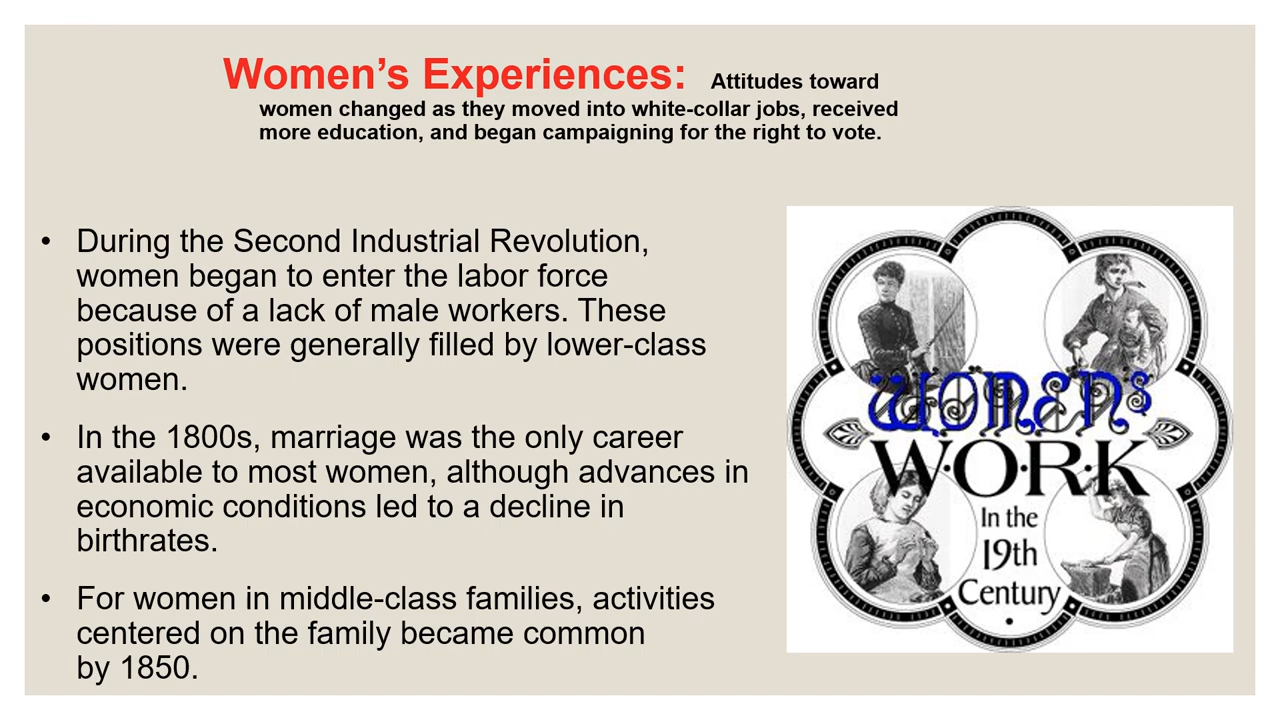 Women’s Experiences: Attitudes toward
women changed as they moved into white-collar jobs, received
more education, and began campaigning for the right to vote.
• During the Second Industrial Revolution,
women began to enter the labor force
because of a lack of male workers. These
positions were generally filled by lower-class
women.
• In the 1800s, marriage was the only career
available to most women, although advances in
economic conditions led to a decline in
birthrates.
• For women in middle-class families, activities
centered on the family became common
by 1850.
WOMENs
W·O·R·K
In the
19th
Century